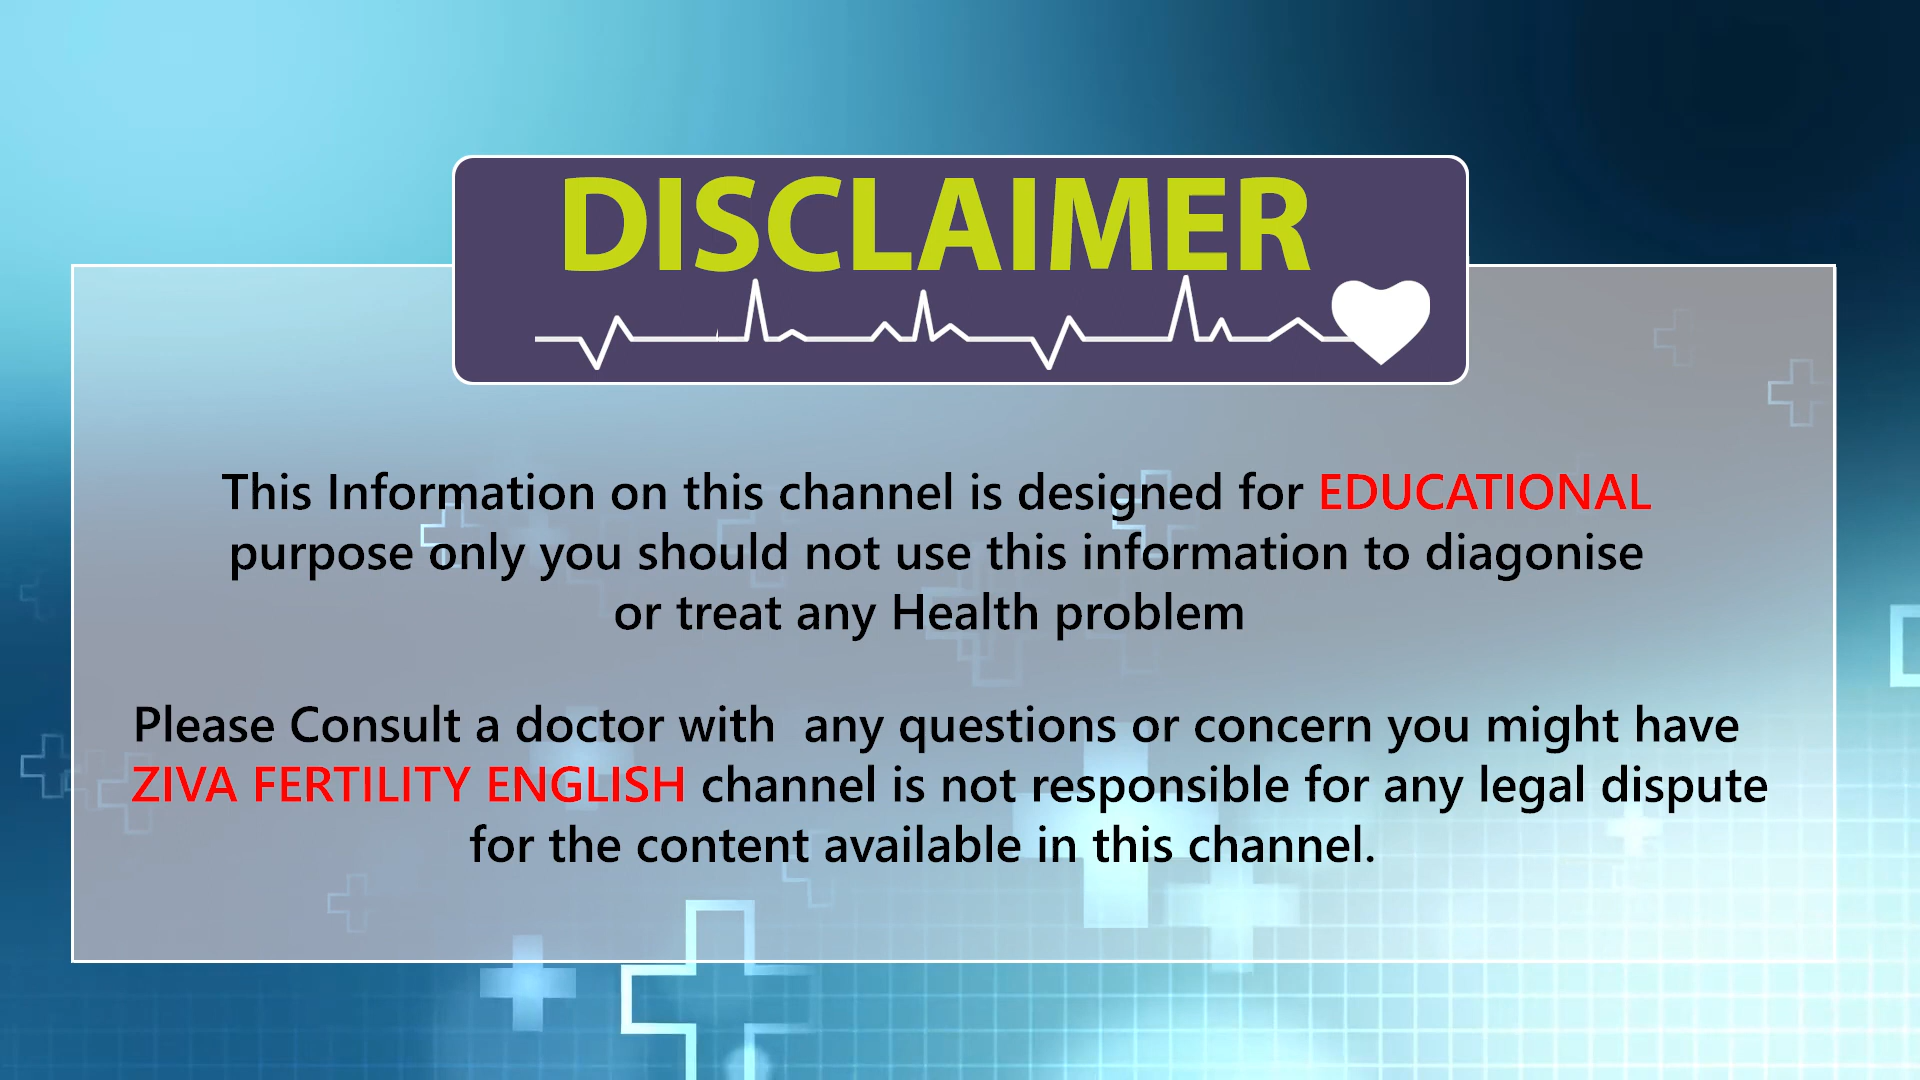 DISCLAIMER
This Information on this channel is designed for EDUCATIONAL
purpose only you should not use this information to diagonise
or treat any Health problem
Please Consult a doctor with  any questions or concern you might have
ZIVA FERTILITY ENGLISH channel is not responsible for any legal dispute
for the content available in this channel.